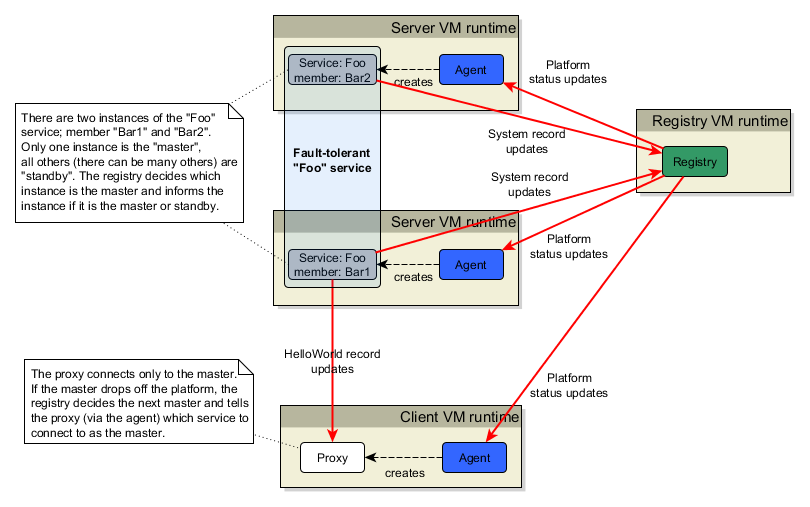 Server VM runtime
Service: Foo
member: Bar2
Agent
creates
Platform
status updates
There are two instances of the "Foo"
service; member "Bar1" and "Bar2".
Only one instance is the "master",
all others (there can be many others) are
"standby". The registry decides which
instance is the master and informs the
instance if it is the master or standby.
Fault-tolerant
"Foo" service
System record
updates
Registry VM runtime
Registry
System record
updates
Server VM runtime
Service: Foo
member: Bar1
Agent
creates
Platform
status updates
HelloWorld record
updates
Platform
status updates
The proxy connects only to the master.
If the master drops off the platform, the
registry decides the next master and tells
the proxy (via the agent) which service to
connect to as the master.
Client VM runtime
Proxy
Agent
creates